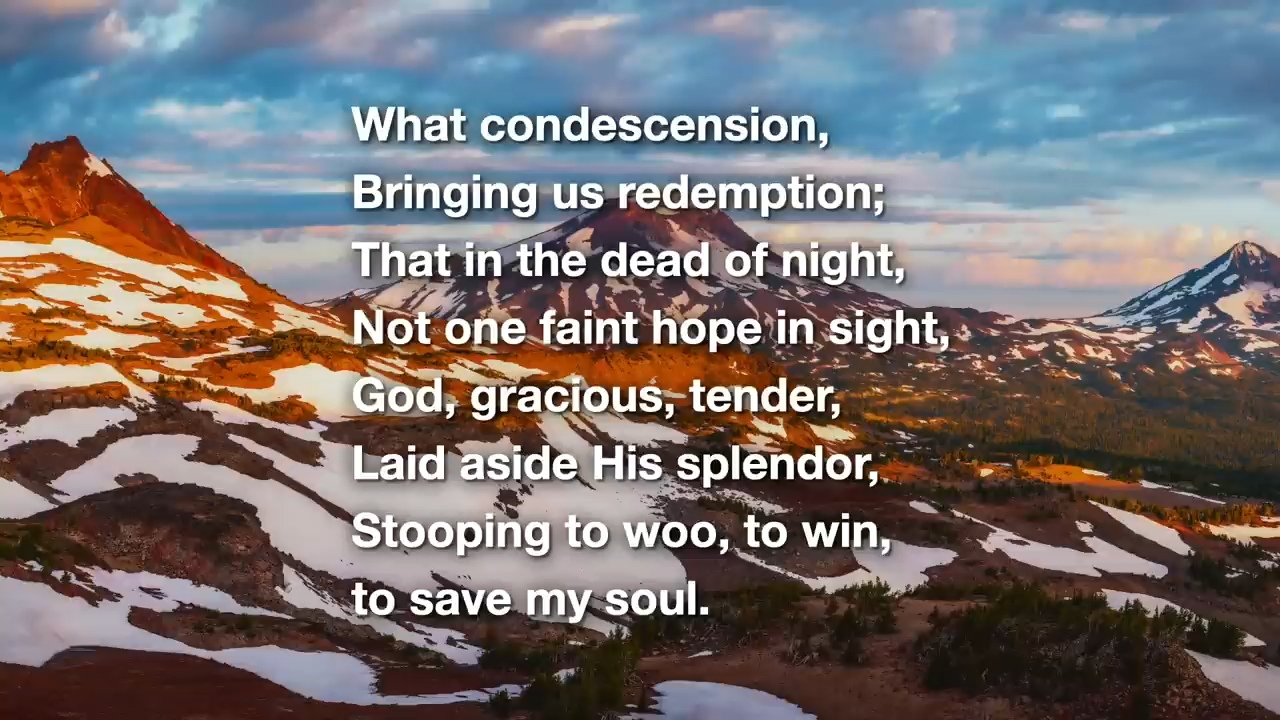 What condescension,
Bringing us redemption;
That in the dead of night,
Not one faint hope in sight,
God, gracious, tender,
Laid aside His splendor,
Stooping to woo, to win,
to save my soul.